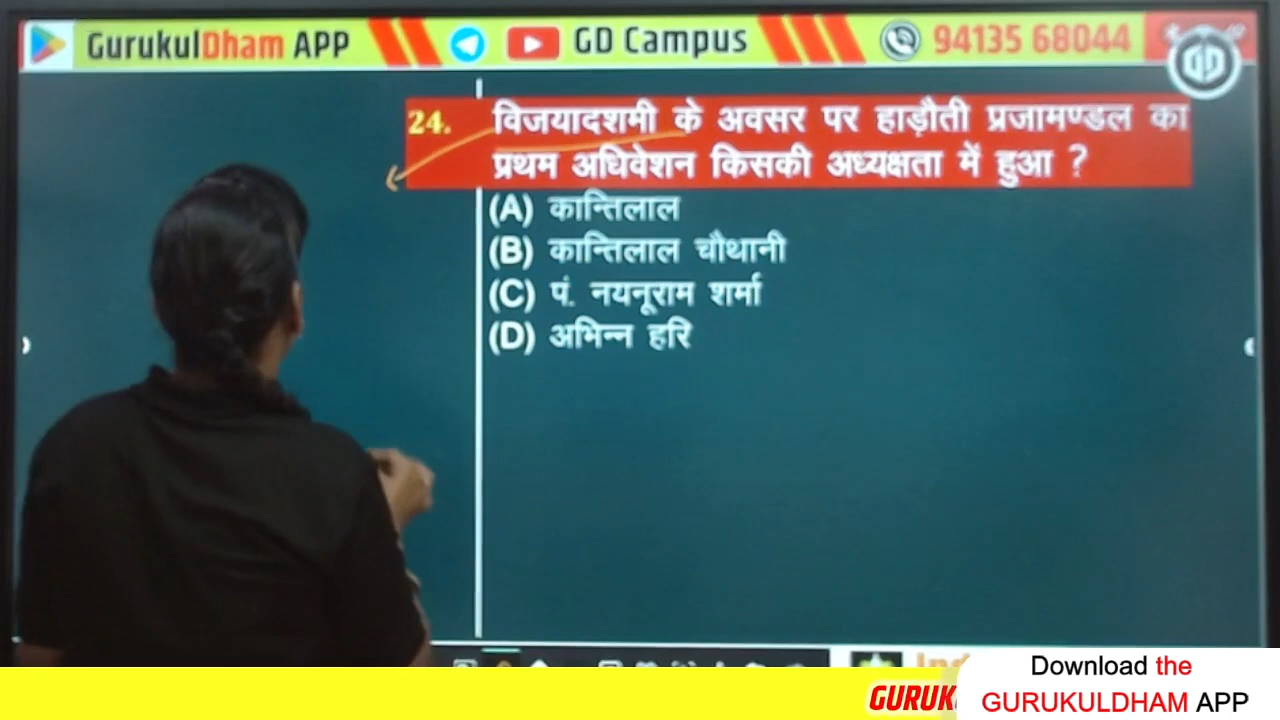 GurukulDham APP GD Campus 94135 68044
GD
24. विजयादशमी के अवसर पर हाड़ौती प्रजामण्डल का
प्रथम अधिवेशन किसकी अध्यक्षता में हुआ ?
(A) कान्तिलाल
(B) कान्तिलाल चौथानी
(C) पं. नयनूराम शर्मा
(D) अभिन्न हरि
Download the
GURUKULDHAM APP